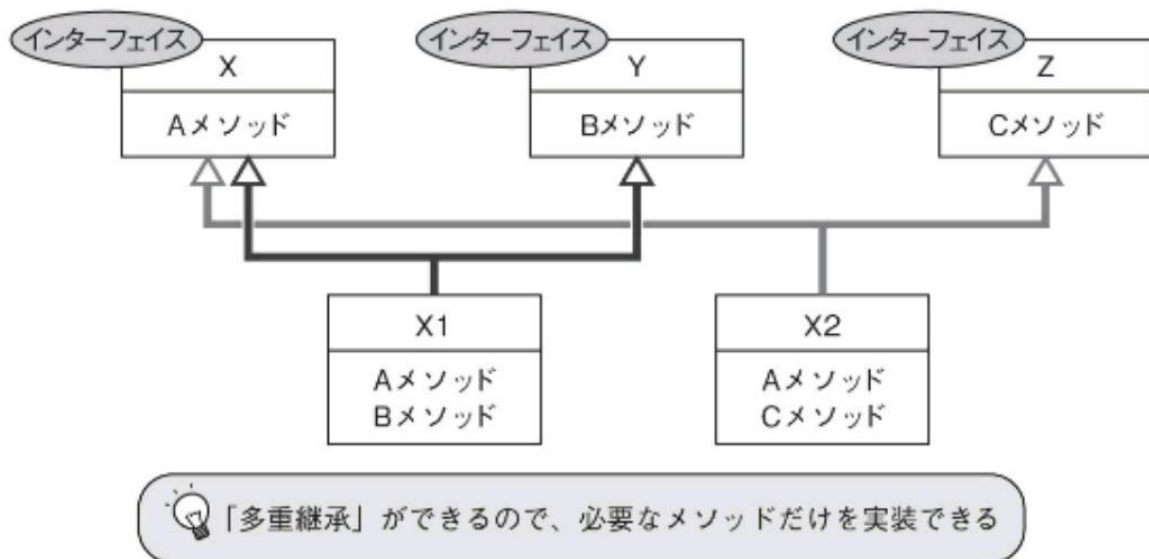 インターフェイス
X
Aメソッド
インターフェイス
Y
Bメソッド
インターフェイス
Z
Cメソッド
X1
Aメソッド
Bメソッド
X2
Aメソッド
Cメソッド
「多重継承」ができるので、必要なメソッドだけを実装できる